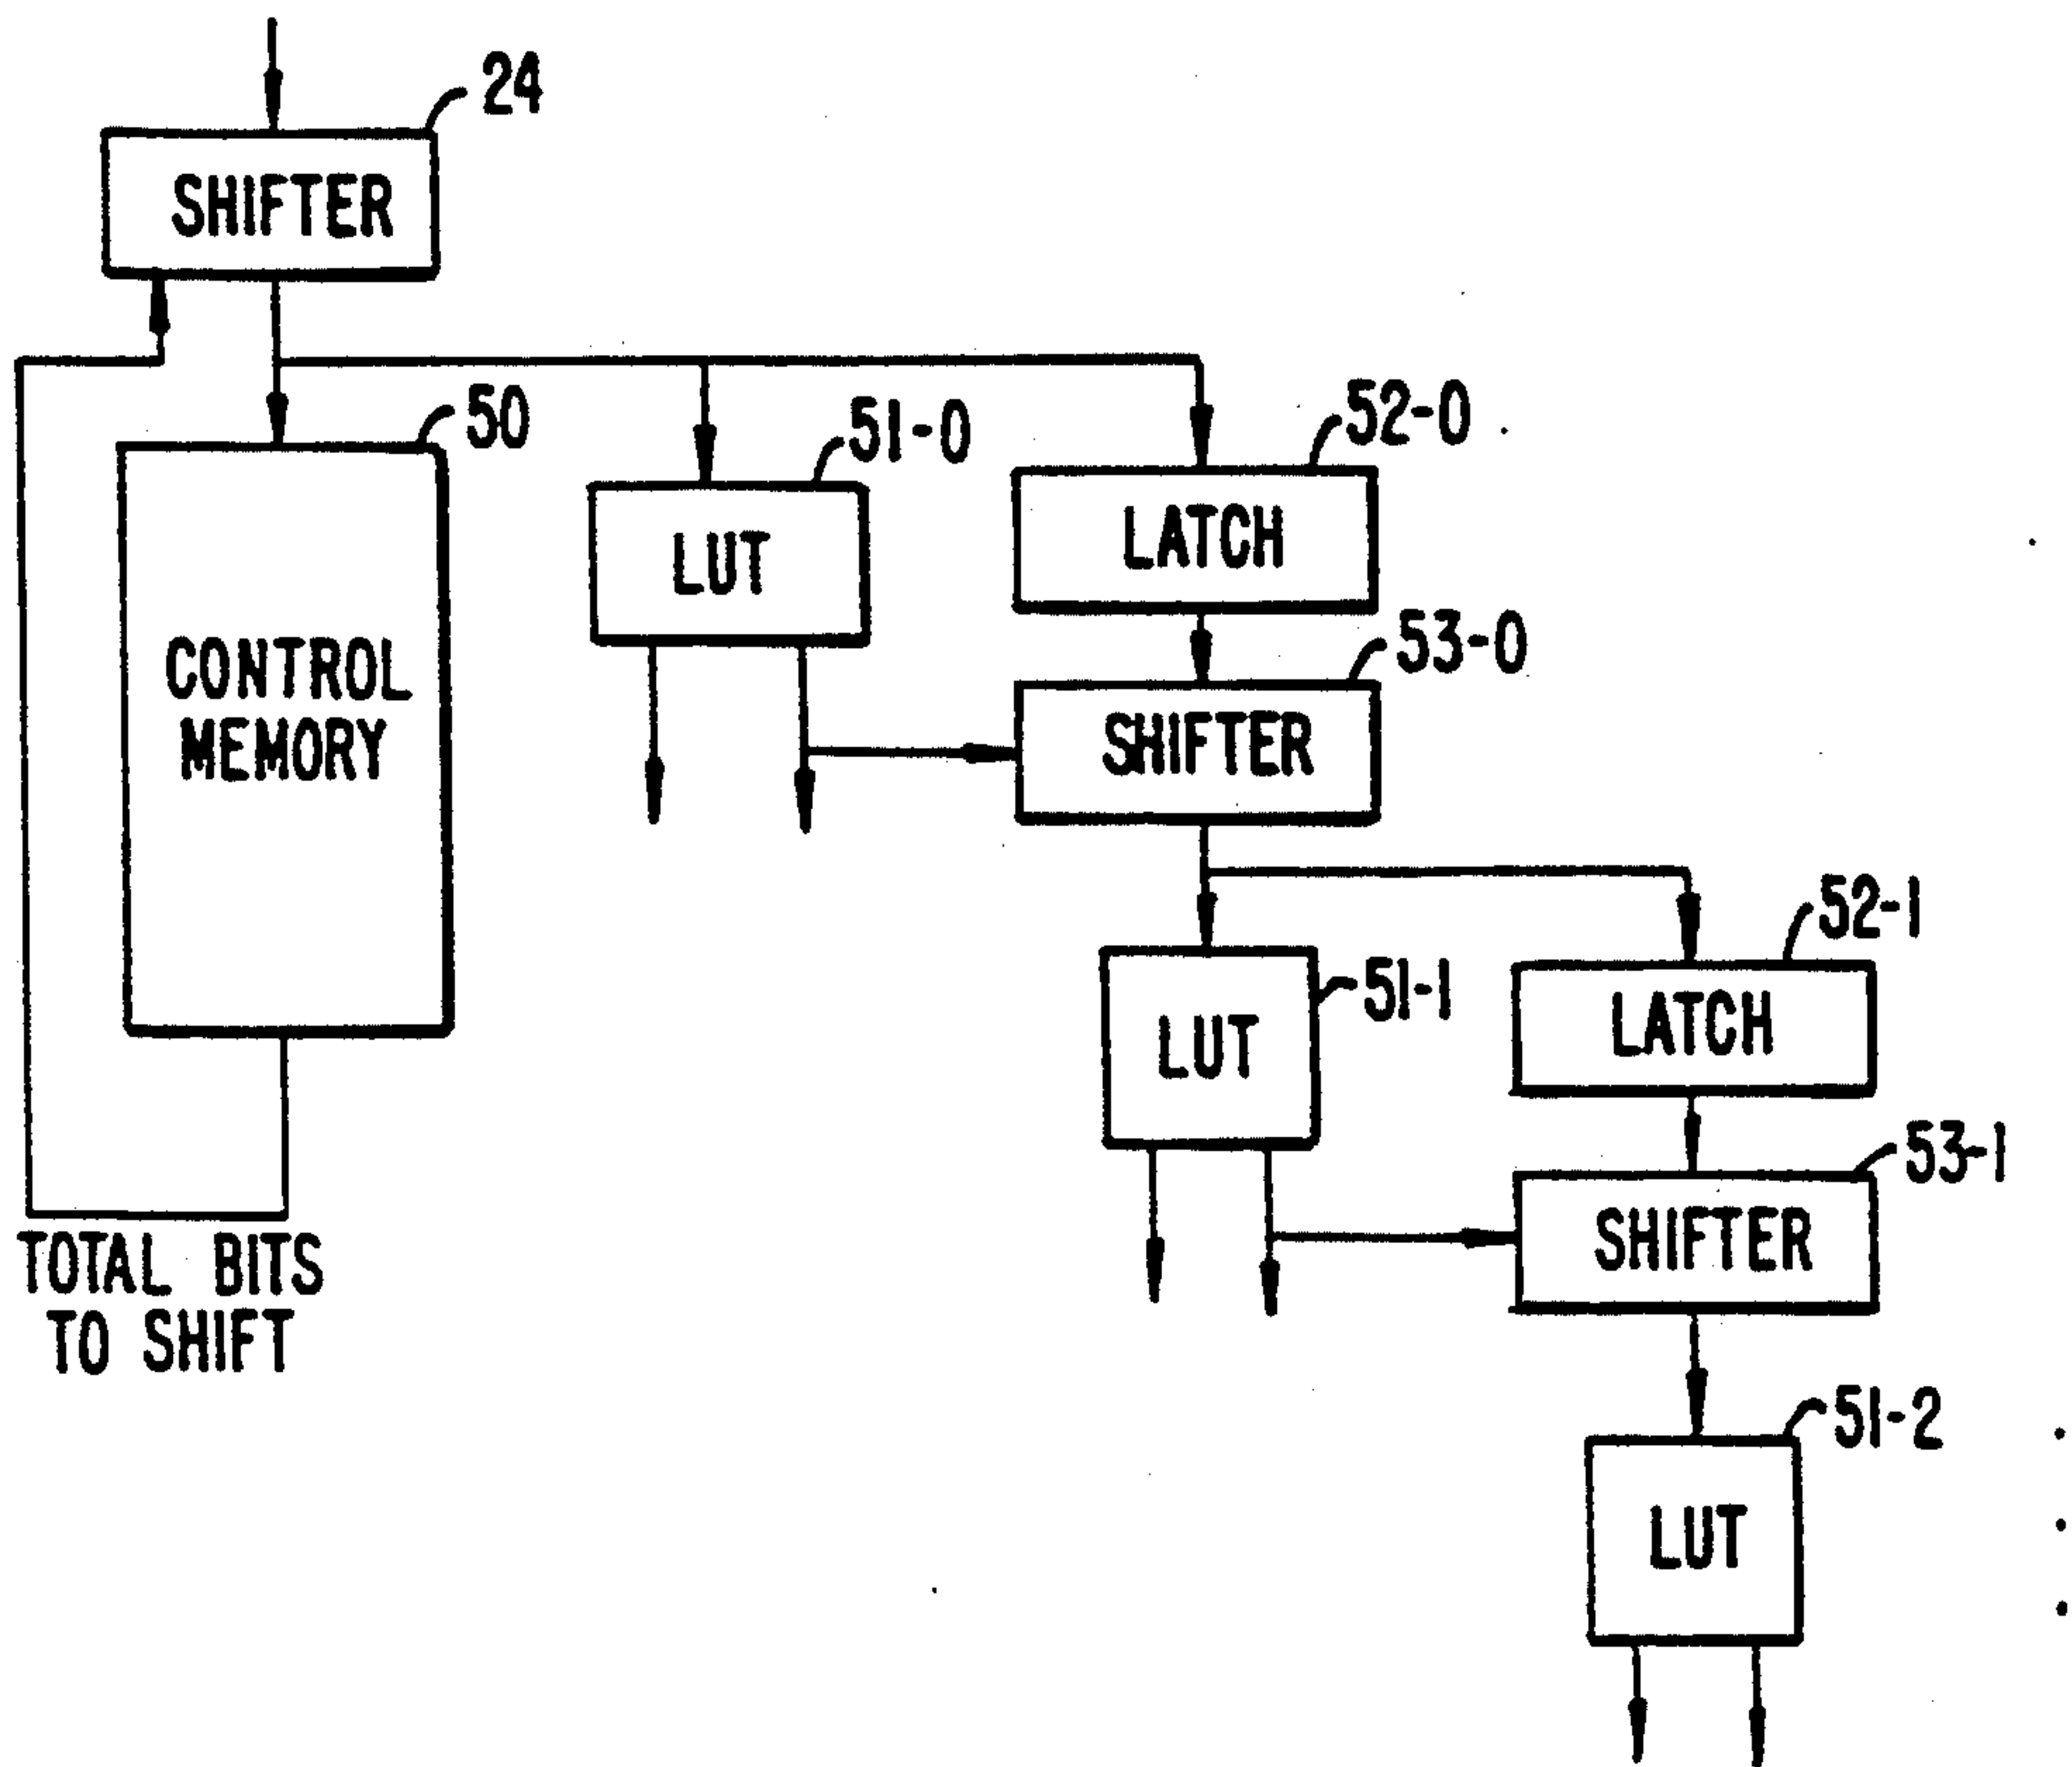 24
SHIFTER
50
51-0
52-0
LUT
LATCH
53-0
CONTROL
MEMORY
SHIFTER
52-1
51-1
LUT
LATCH
53-1
SHIFTER
TOTAL BITS
TO SHIFT
51-2
LUT